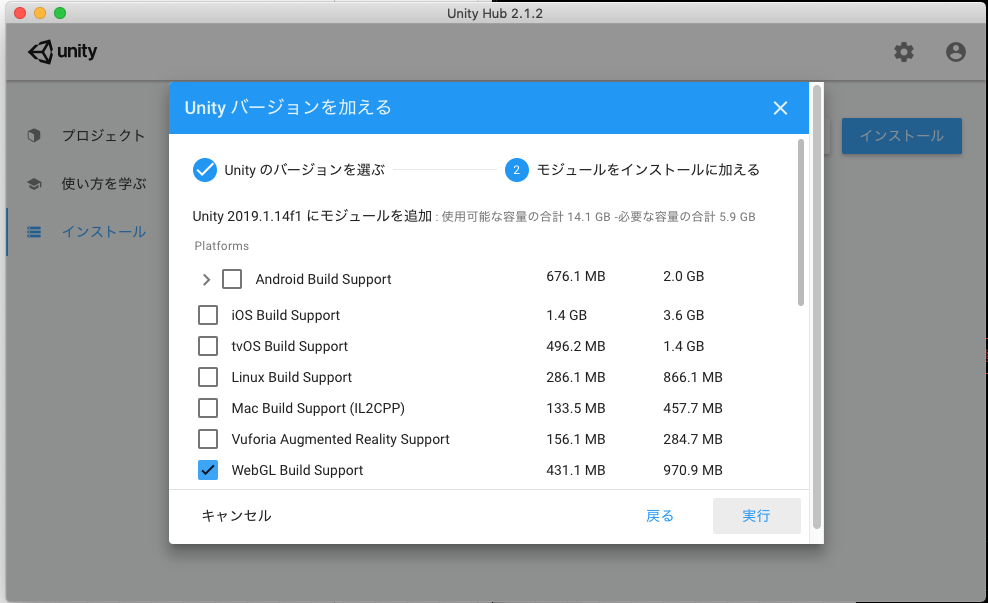 Unity Hub 2.1.2
unity
Unity バージョンを加える
プロジェクト
インストール
Unity のバージョンを選ぶ
2 モジュールをインストールに加える
使い方を学ぶ
Unity 2019.1.14f1 にモジュールを追加 : 使用可能な容量の合計 14.1 GB -必要な容量の合計 5.9 GB
インストール
Platforms
Android Build Support 676.1 MB 2.0 GB
iOS Build Support 1.4 GB 3.6 GB
tvOS Build Support 496.2 MB 1.4 GB
Linux Build Support 286.1 MB 866.1 MB
Mac Build Support (IL2CPP) 133.5 MB 457.7 MB
Vuforia Augmented Reality Support 156.1 MB 284.7 MB
WebGL Build Support 431.1 MB 970.9 MB
キャンセル 戻る 実行